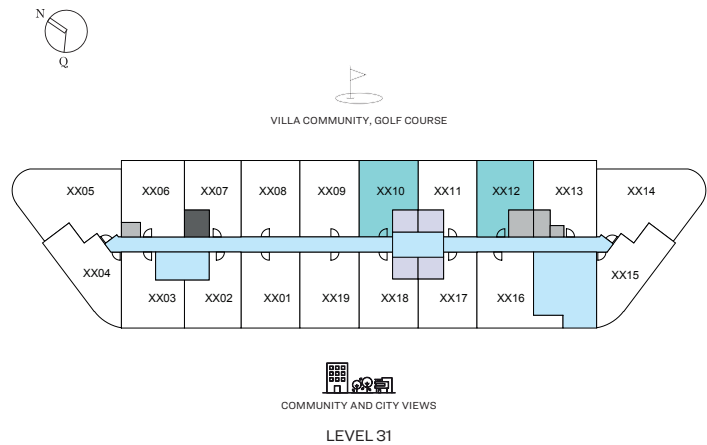 N
Q
VILLA COMMUNITY, GOLF COURSE
XX05 XX06 XX07 XX08 XX09 XX10 XX11 XX12 XX13 XX14
XX04 XX03 XX02 XX01 XX19 XX18 XX17 XX16 XX15
COMMUNITY AND CITY VIEWS
LEVEL 31